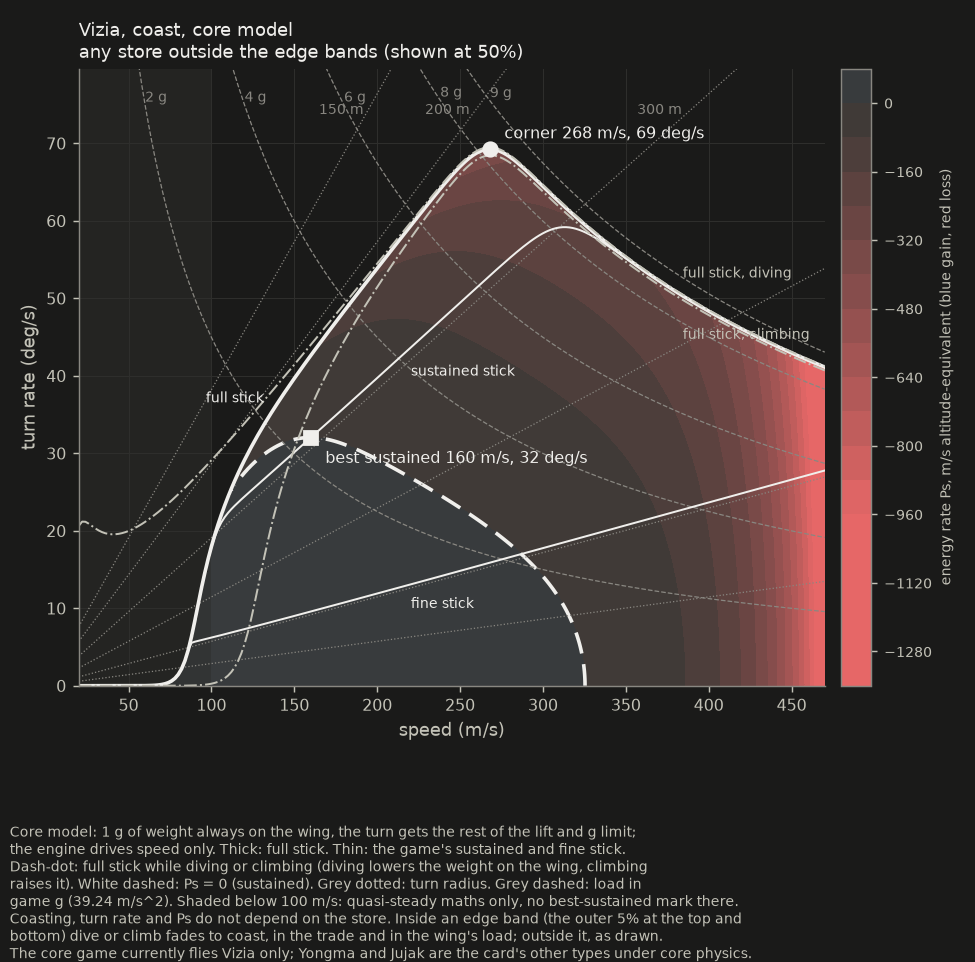 Vizia, coast, core model
any store outside the edge bands (shown at 50%)
2 g
4 g
6 g
8 g
9 g
150 m
200 m
300 m
corner 268 m/s, 69 deg/s
full stick, diving
full stick, climbing
full stick
sustained stick
best sustained 160 m/s, 32 deg/s
fine stick
turn rate (deg/s)
70
60
50
40
30
20
10
0
50
100
150
200
250
300
350
400
450
speed (m/s)
0
−160
−320
−480
−640
−800
−960
−1120
−1280
energy rate Ps, m/s altitude-equivalent (blue gain, red loss)
Core model: 1 g of weight always on the wing, the turn gets the rest of the lift and g limit;
the engine drives speed only. Thick: full stick. Thin: the game's sustained and fine stick.
Dash-dot: full stick while diving or climbing (diving lowers the weight on the wing, climbing
raises it). White dashed: Ps = 0 (sustained). Grey dotted: turn radius. Grey dashed: load in
game g (39.24 m/s^2). Shaded below 100 m/s: quasi-steady maths only, no best-sustained mark there.
Coasting, turn rate and Ps do not depend on the store. Inside an edge band (the outer 5% at the top and
bottom) dive or climb fades to coast, in the trade and in the wing's load; outside it, as drawn.
The core game currently flies Vizia only; Yongma and Jujak are the card's other types under core physics.